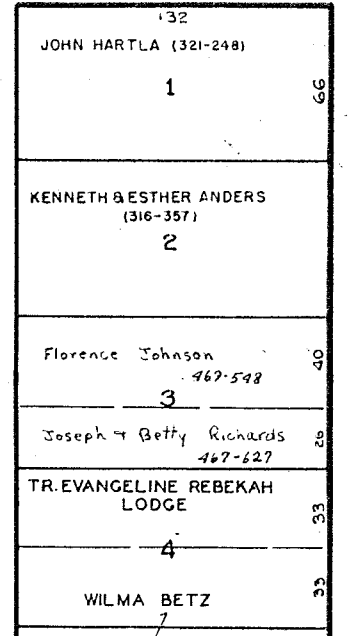 132
JOHN HARTLA (321-248)
1
66
KENNETH & ESTHER ANDERS
(316-357)
2
Florence Johnson
467-548
40
3
Joseph + Betty Richards
467-627
26
TR. EVANGELINE REBEKAH
LODGE
33
4
WILMA BETZ
33